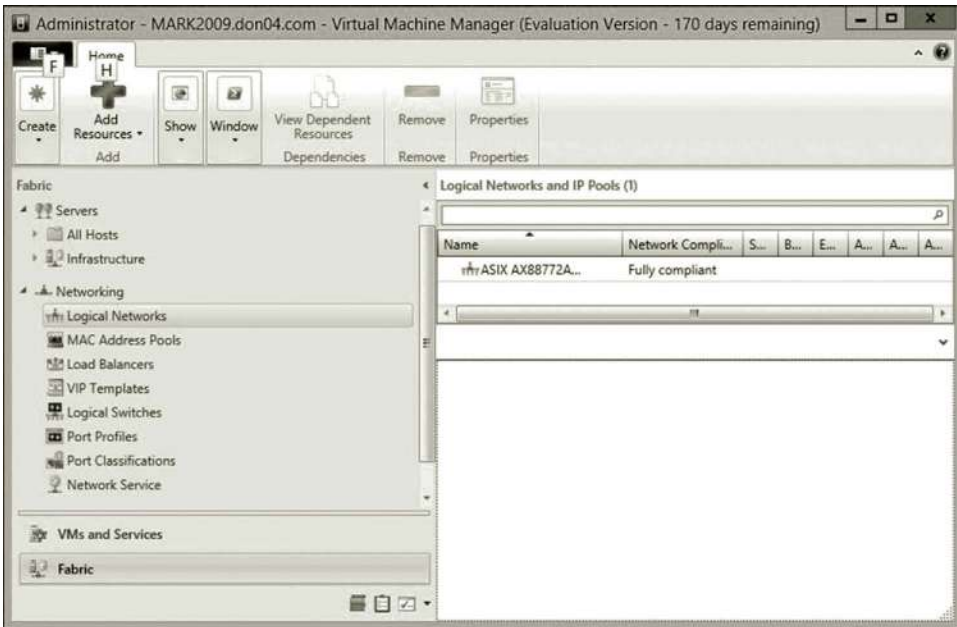 Administrator - MARK2009.don04.com - Virtual Machine Manager (Evaluation Version - 170 days remaining)
F
Home
H
Create
Add Resources
Show
Window
View Dependent Resources
Remove
Properties
Add
Dependencies
Remove
Properties
Fabric
Servers
All Hosts
Infrastructure
Networking
Logical Networks
MAC Address Pools
Load Balancers
VIP Templates
Logical Switches
Port Profiles
Port Classifications
Network Service
VMs and Services
Fabric
Logical Networks and IP Pools (1)
Name Network Compli... S... B... E... A... A... A...
ASIX AX88772A... Fully compliant